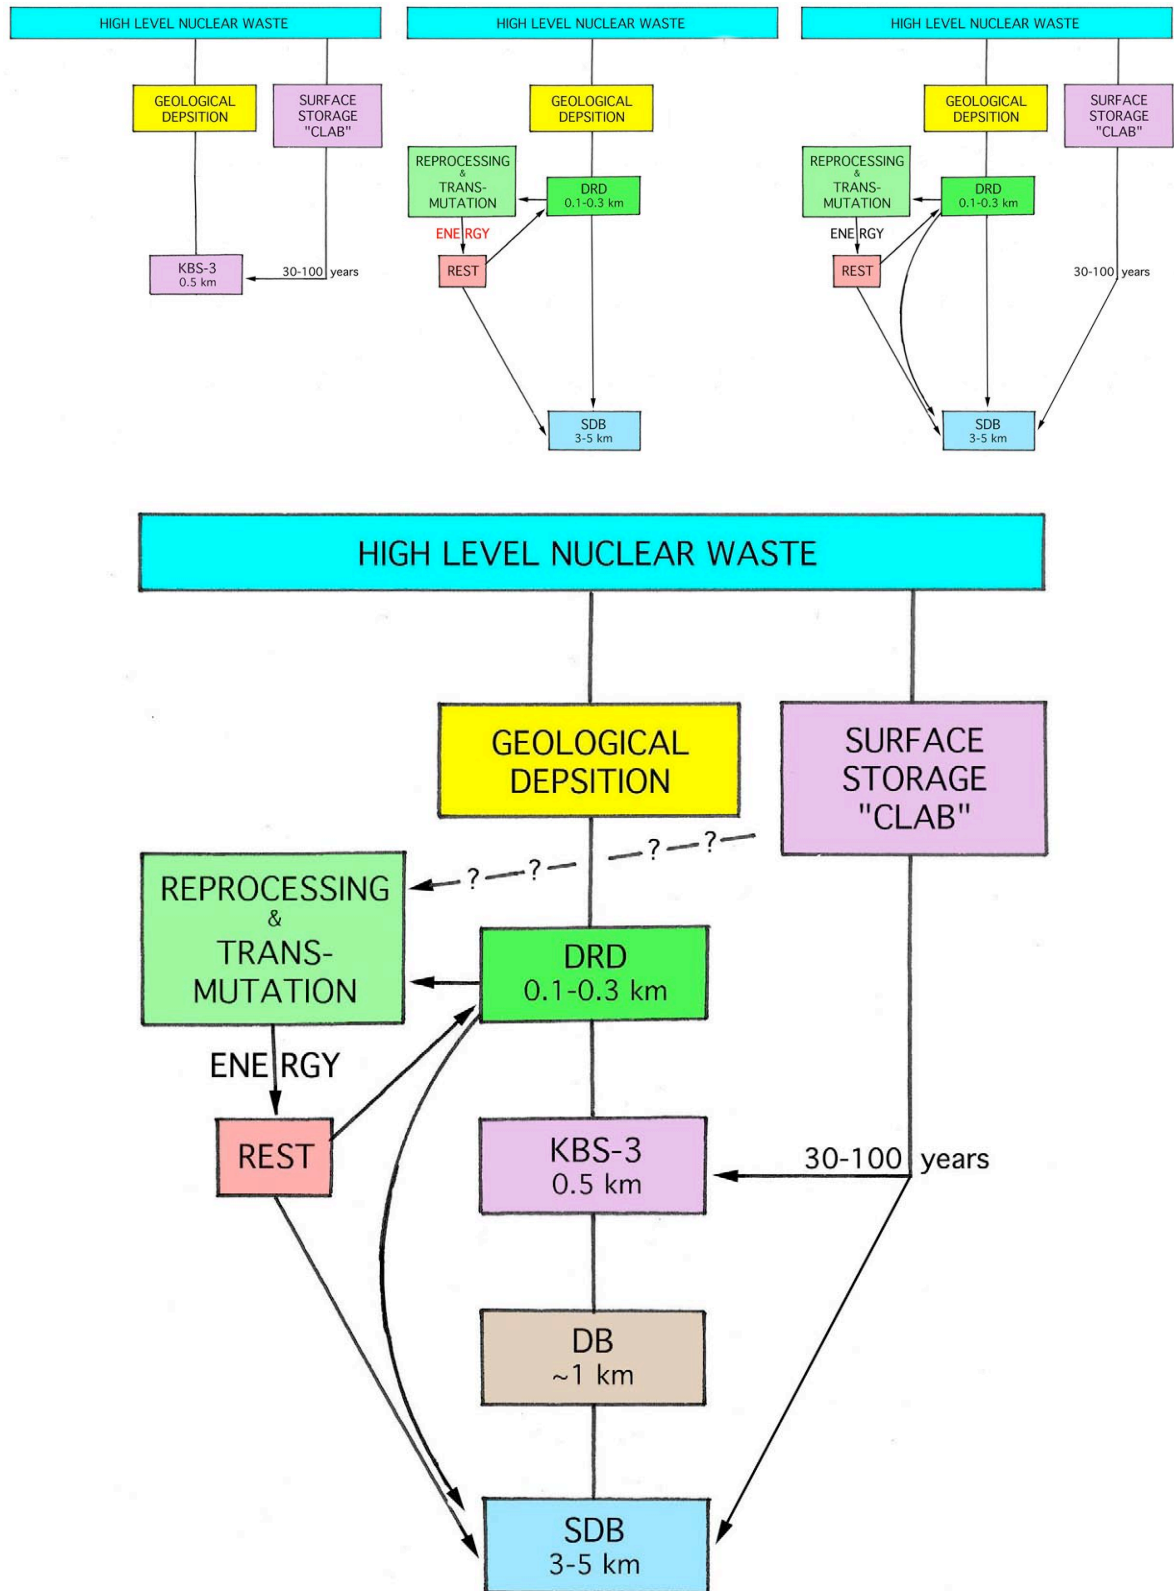 HIGH LEVEL NUCLEAR WASTE
GEOLOGICAL
DEPSITION
SURFACE
STORAGE
"CLAB"
KBS-3
0.5 km
30-100 years
HIGH LEVEL NUCLEAR WASTE
GEOLOGICAL
DEPSITION
REPROCESSING
&
TRANS-
MUTATION
DRD
0.1-0.3 km
ENERGY
REST
SDB
3-5 km
HIGH LEVEL NUCLEAR WASTE
GEOLOGICAL
DEPSITION
SURFACE
STORAGE
"CLAB"
REPROCESSING
&
TRANS-
MUTATION
DRD
0.1-0.3 km
ENERGY
REST
30-100 years
SDB
3-5 km
HIGH LEVEL NUCLEAR WASTE
GEOLOGICAL
DEPSITION
SURFACE
STORAGE
"CLAB"
? ? ? ?
REPROCESSING
&
TRANS-
MUTATION
DRD
0.1-0.3 km
ENERGY
REST
KBS-3
0.5 km
30-100 years
DB
~1 km
SDB
3-5 km